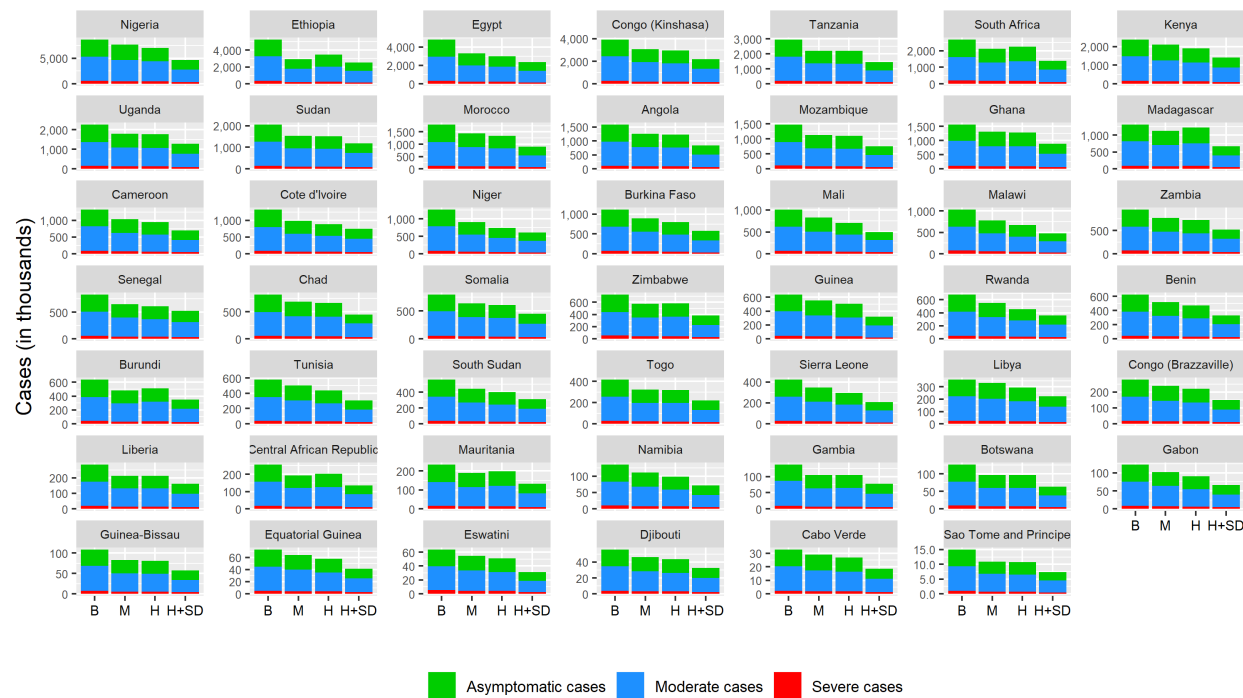 Nigeria Ethiopia Egypt Congo (Kinshasa) Tanzania South Africa Kenya
5,000 0 4,000 2,000 0 4,000 2,000 0 4,000 2,000 0 3,000 2,000 1,000 0 2,000 1,000 0 2,000 1,000 0
Uganda Sudan Morocco Angola Mozambique Ghana Madagascar
2,000 1,000 0 2,000 1,000 0 1,500 1,000 500 0 1,500 1,000 500 0 1,500 1,000 500 0 1,500 1,000 500 0 1,000 500 0
Cameroon Cote d'Ivoire Niger Burkina Faso Mali Malawi Zambia
1,000 500 0 1,000 500 0 1,000 500 0 1,000 500 0 1,000 500 0 1,000 500 0 500 0
Cases (in thousands)
Senegal Chad Somalia Zimbabwe Guinea Rwanda Benin
500 0 500 0 500 0 600 400 200 0 600 400 200 0 600 400 200 0 600 400 200 0
Burundi Tunisia South Sudan Togo Sierra Leone Libya Congo (Brazzaville)
600 400 200 0 600 400 200 0 400 200 0 400 200 0 400 200 0 300 200 100 0 200 100 0
Liberia Central African Republic Mauritania Namibia Gambia Botswana Gabon
200 100 0 200 100 0 200 100 0 100 50 0 100 50 0 100 50 0 100 50 0
B M H H+SD
Guinea-Bissau Equatorial Guinea Eswatini Djibouti Cabo Verde Sao Tome and Principe
100 50 0 60 40 20 0 60 40 20 0 40 20 0 30 20 10 0 15.0 10.0 5.0 0.0
B M H H+SD B M H H+SD B M H H+SD B M H H+SD B M H H+SD B M H H+SD
Asymptomatic cases Moderate cases Severe cases